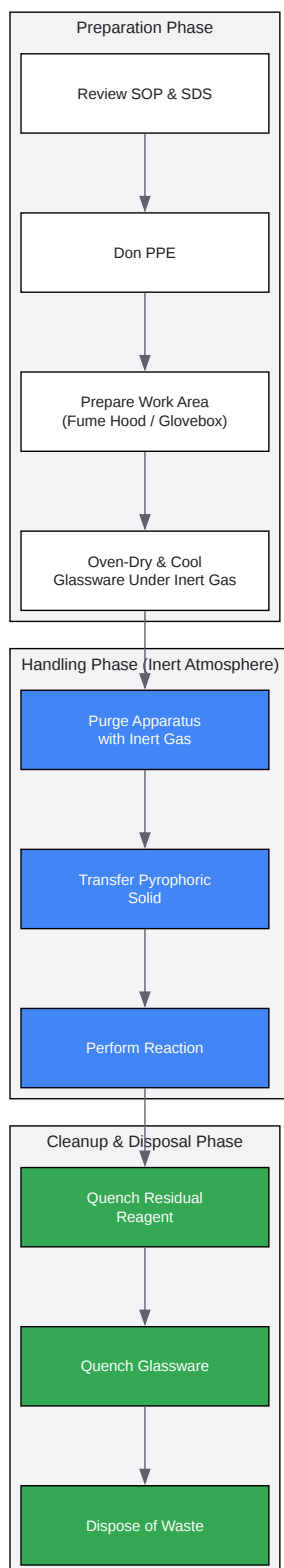 Preparation Phase
Review SOP & SDS
Don PPE
Prepare Work Area
(Fume Hood / Glovebox)
Oven-Dry & Cool
Glassware Under Inert Gas
Handling Phase (Inert Atmosphere)
Purge Apparatus
with Inert Gas
Transfer Pyrophoric
Solid
Perform Reaction
Cleanup & Disposal Phase
Quench Residual
Reagent
Quench Glassware
Dispose of Waste